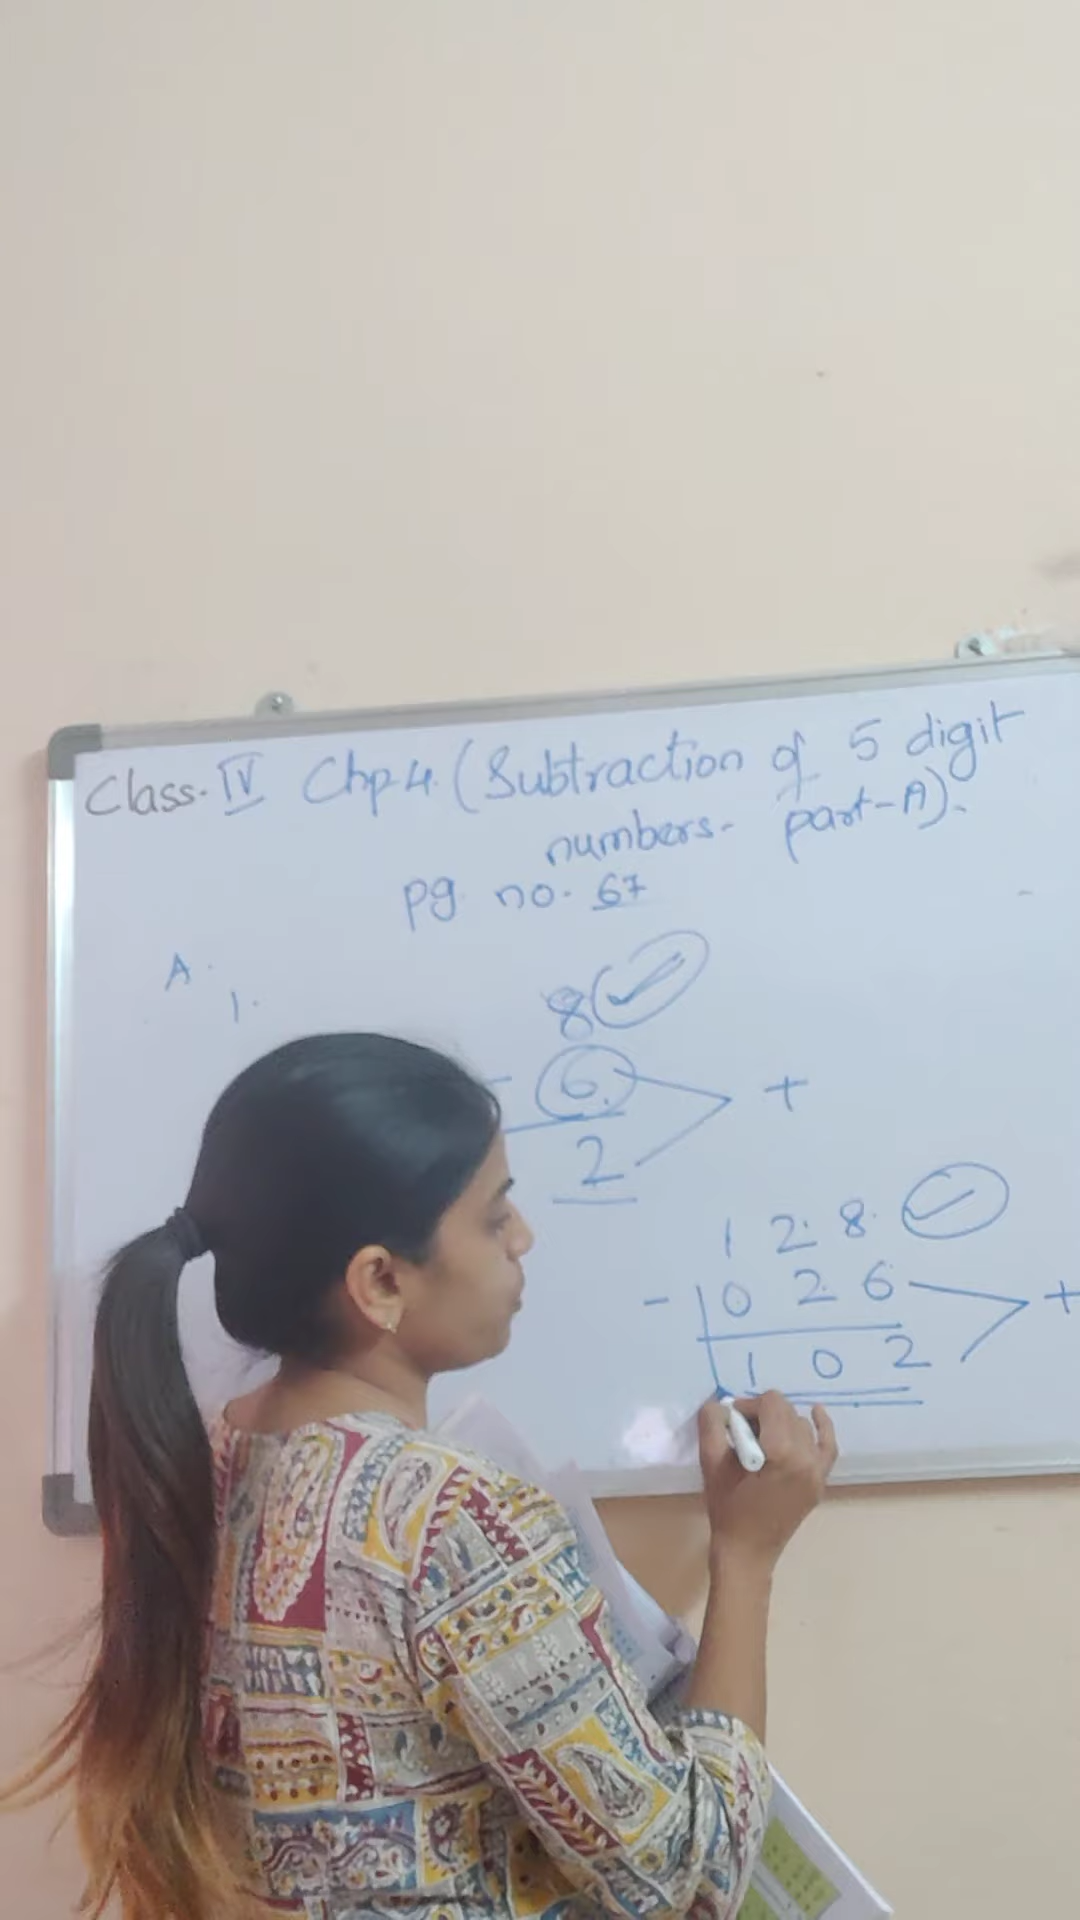 Class. IV Chp 4. (Subtraction of 5 digit
numbers. part-A).
pg. no. 67
A.
1.
8
- 6 +
2
1 2 8
- 0 2 6 +
1 0 2